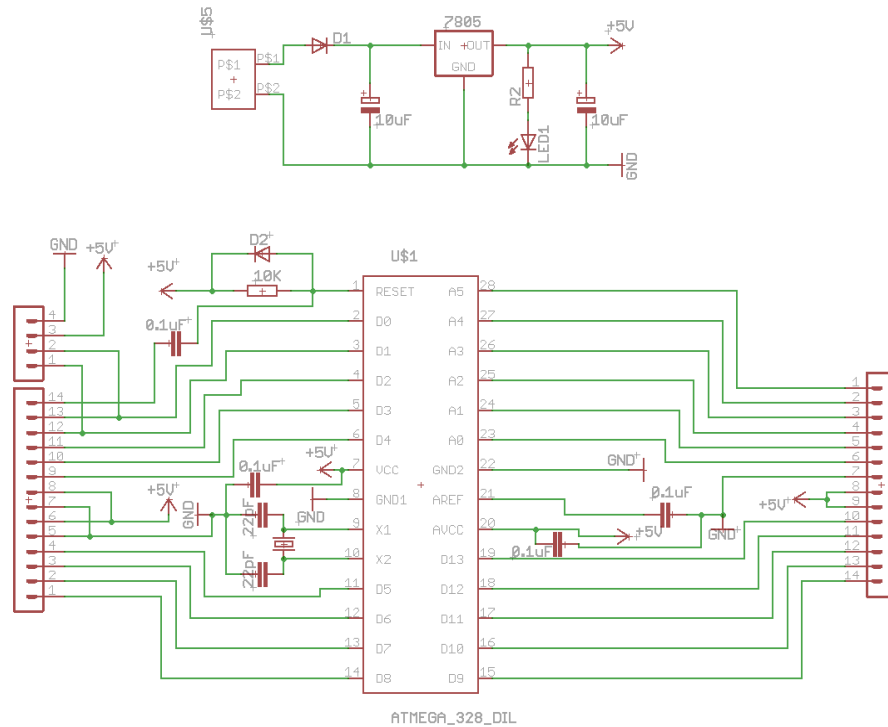 U$5
P$1
P$1
P$2
P$2
D1
7805
IN
OUT
GND
+5V
10uF
R2
LED1
10uF
GND
GND
+5V
D2
+5V
10K
0.1uF
U$1
4
3
2
1
14
13
12
11
10
9
8
7
6
5
4
3
2
1
1 RESET A5 28
2 D0 A4 27
3 D1 A3 26
4 D2 A2 25
5 D3 A1 24
6 D4 A0 23
7 VCC GND2 22
8 GND1 AREF 21
9 X1 AVCC 20
10 X2 D13 19
11 D5 D12 18
12 D6 D11 17
13 D7 D10 16
14 D8 D9 15
0.1uF
+5V
+5V
GND
22pF
GND
22pF
GND
0.1uF
+5V
GND
0.1uF
+5V
1
2
3
4
5
6
7
8
9
10
11
12
13
14
ATMEGA_328_DIL